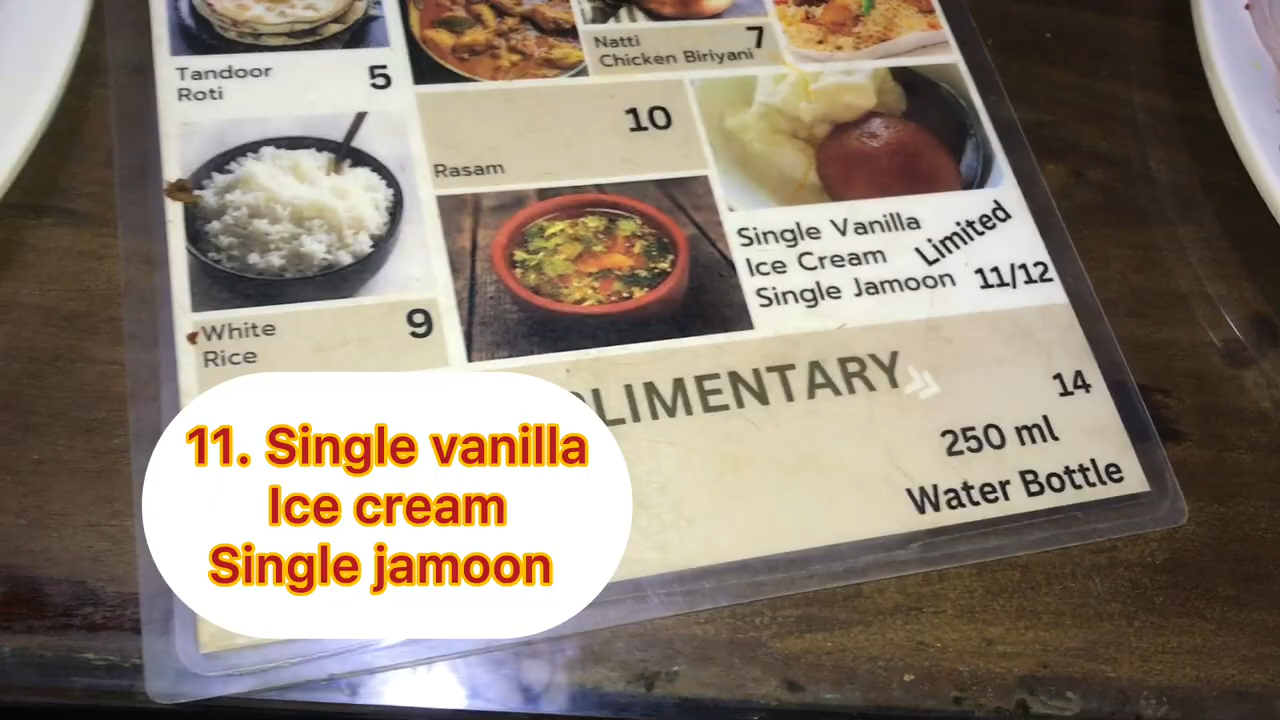 Natti
Chicken Biriyani
7
Tandoor
Roti
5
10
Rasam
White
Rice
9
Single Vanilla
Ice Cream
Single Jamoon
Limited
11/12
LIMENTARY
14
250 ml
Water Bottle
11. Single vanilla
Ice cream
Single jamoon